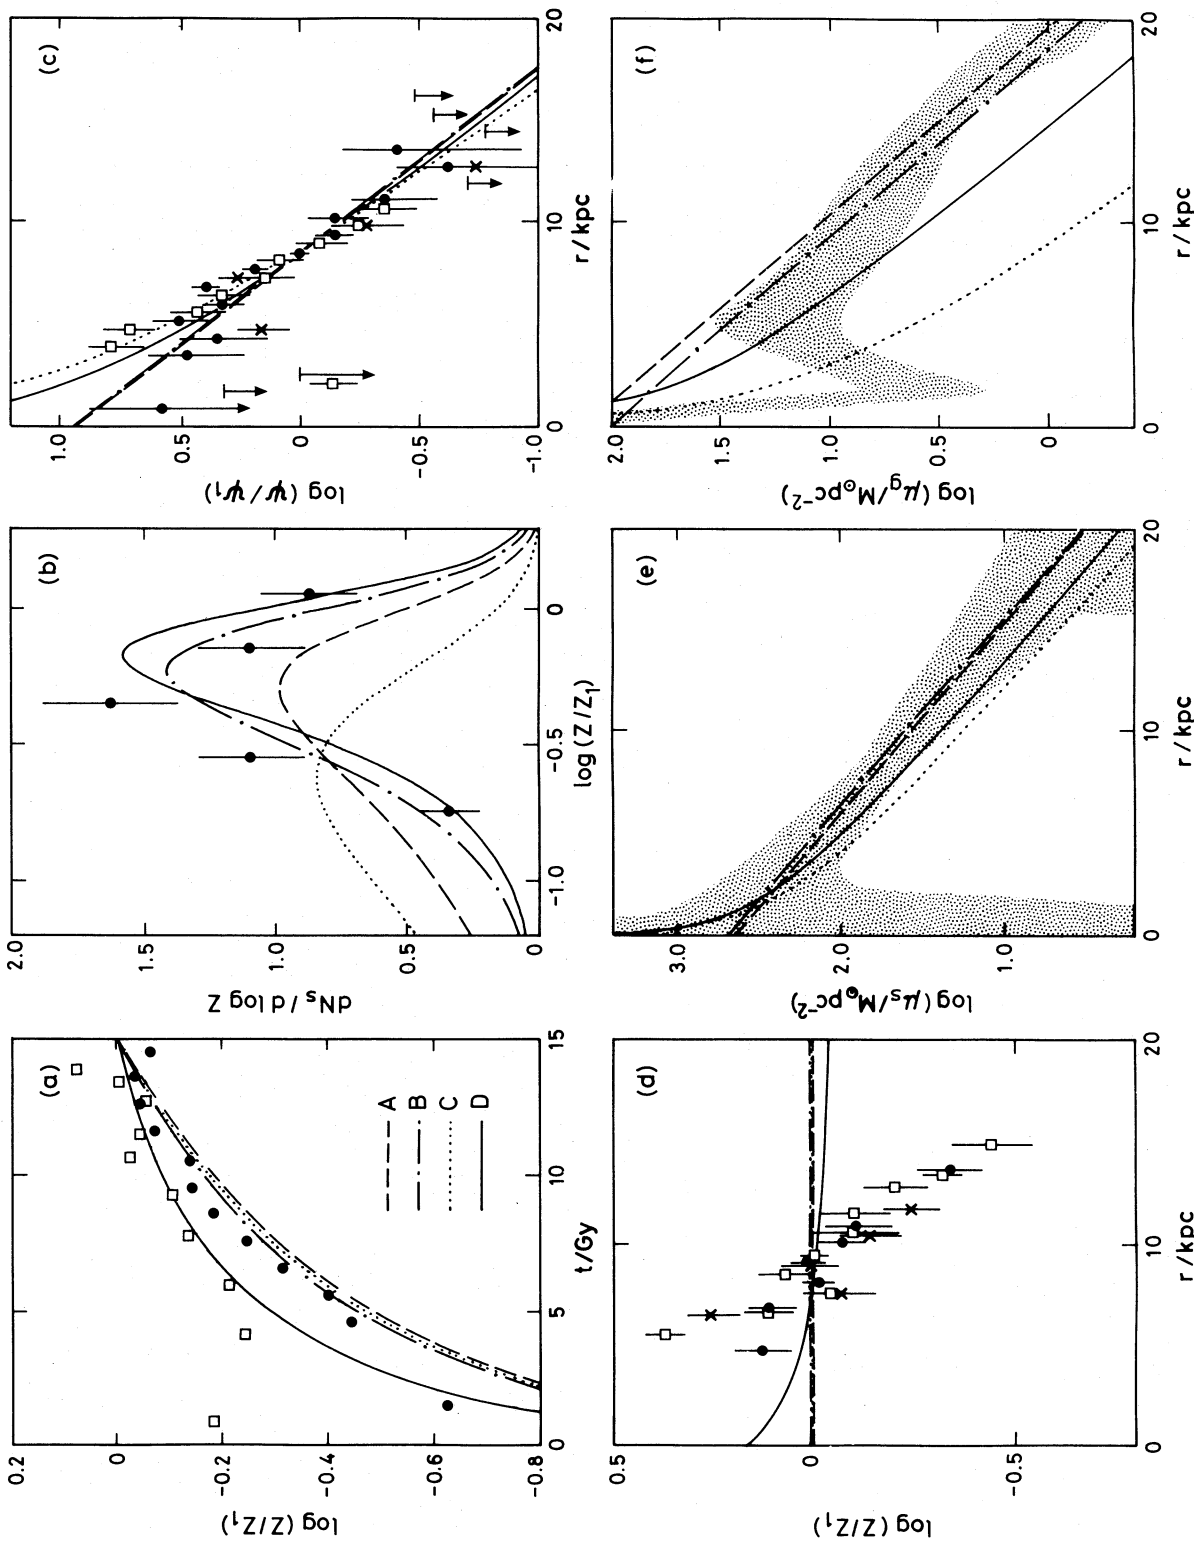 (a)
0.2
0
-0.2
-0.4
-0.6
-0.8
log (Z/Z1)
0
5
10
15
t/Gy
A
B
C
D
(b)
2.0
1.5
1.0
0.5
0
dNs / d log Z
-1.0
-0.5
0
log (Z/Z1)
(c)
1.0
0.5
0
-0.5
-1.0
log (ψ/ψ1)
0
10
20
r/kpc
(d)
0.5
0
-0.5
log (Z/Z1)
0
10
20
r/kpc
(e)
3.0
2.0
1.0
log (μs/M⊙pc⁻²)
0
10
20
r/kpc
(f)
2.0
1.5
1.0
0.5
0
log (μg/M⊙pc⁻²)
0
10
20
r/kpc